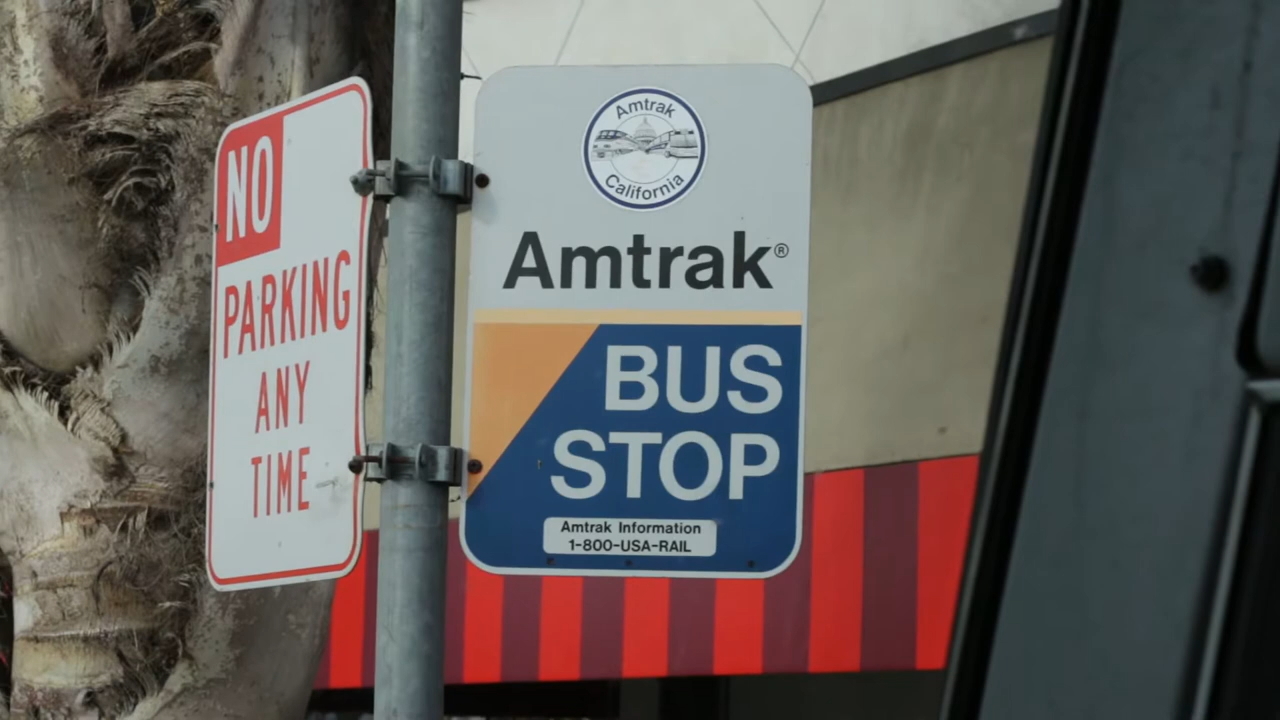 NO
PARKING
ANY
TIME
Amtrak
California
Amtrak®
BUS
STOP
Amtrak Information
1-800-USA-RAIL